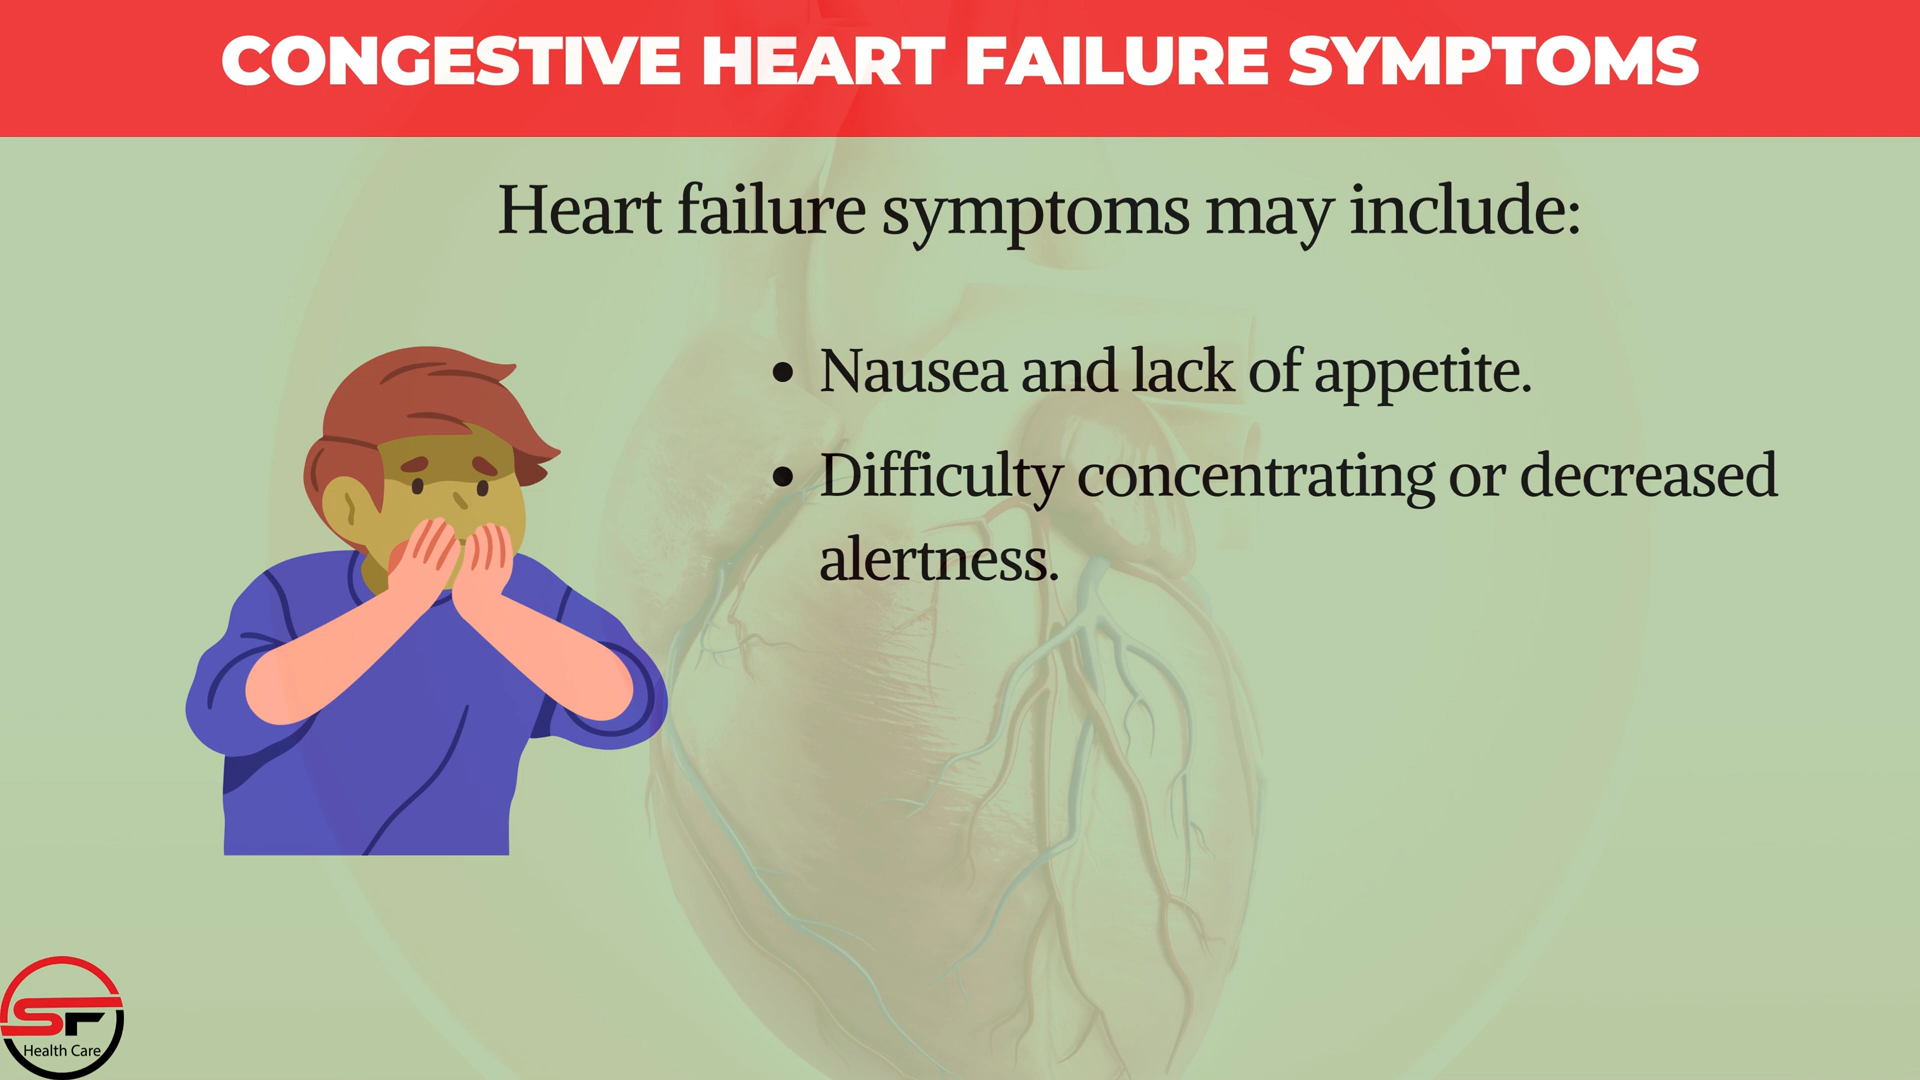 CONGESTIVE HEART FAILURE SYMPTOMS
Heart failure symptoms may include:
• Nausea and lack of appetite.
• Difficulty concentrating or decreased
alertness.
SF
Health Care